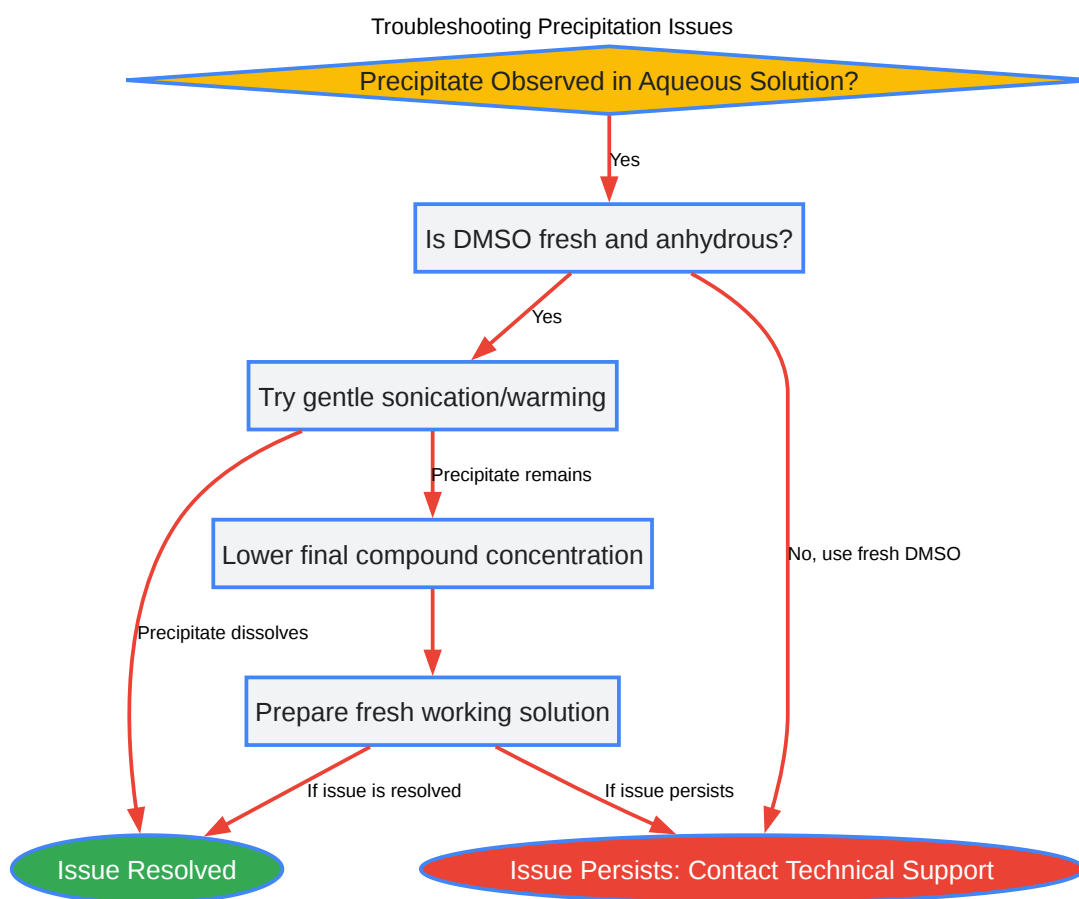 Troubleshooting Precipitation Issues
Precipitate Observed in Aqueous Solution?
Yes
Is DMSO fresh and anhydrous?
Yes
Try gentle sonication/warming
Precipitate remains
Lower final compound concentration
No, use fresh DMSO
Precipitate dissolves
Prepare fresh working solution
If issue is resolved
If issue persists
Issue Resolved
Issue Persists: Contact Technical Support